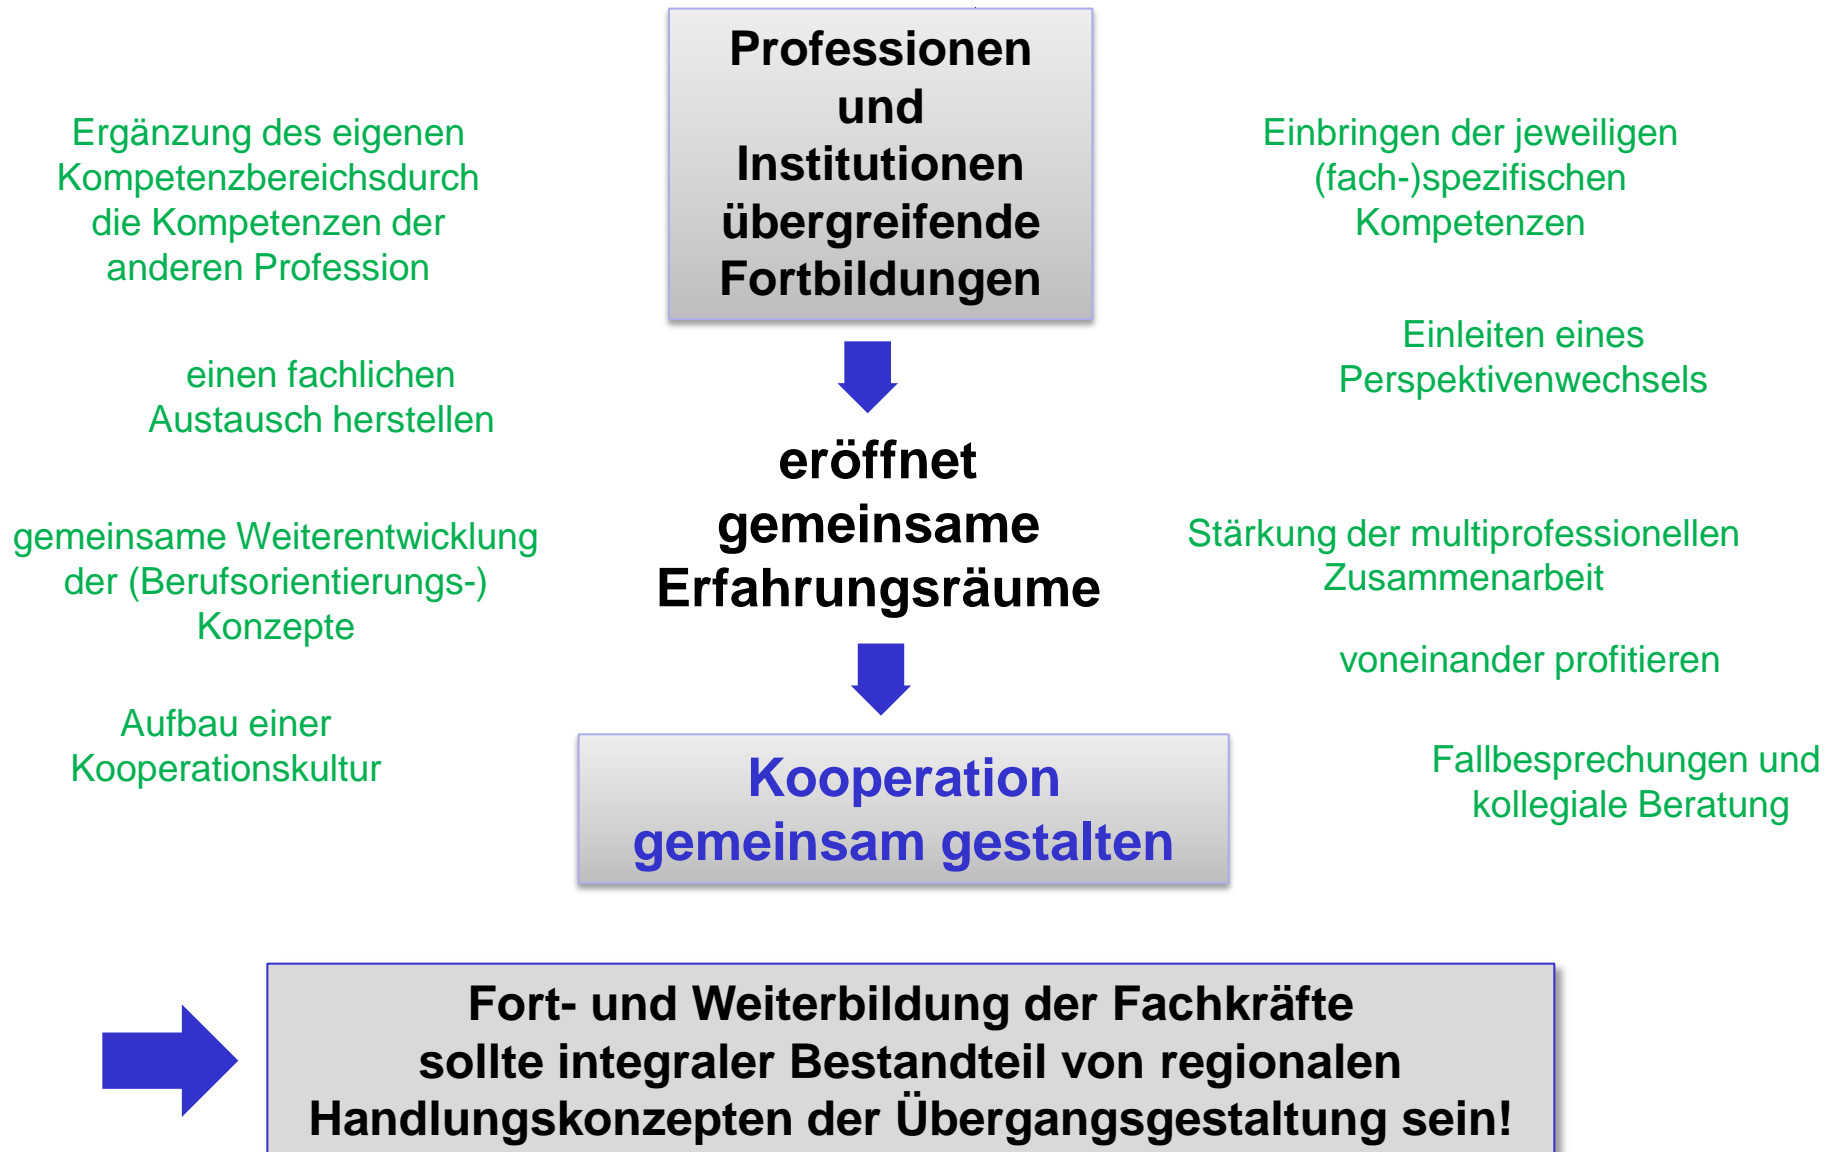 Professionen
und
Institutionen
übergreifende
Fortbildungen
Ergänzung des eigenen
Kompetenzbereichsdurch
die Kompetenzen der
anderen Profession
einen fachlichen
Austausch herstellen
gemeinsame Weiterentwicklung
der (Berufsorientierungs-)
Konzepte
Aufbau einer
Kooperationskultur
Einbringen der jeweiligen
(fach-)spezifischen
Kompetenzen
Einleiten eines
Perspektivenwechsels
Stärkung der multiprofessionellen
Zusammenarbeit
voneinander profitieren
Fallbesprechungen und
kollegiale Beratung
eröffnet
gemeinsame
Erfahrungsräume
Kooperation
gemeinsam gestalten
Fort- und Weiterbildung der Fachkräfte
sollte integraler Bestandteil von regionalen
Handlungskonzepten der Übergangsgestaltung sein!